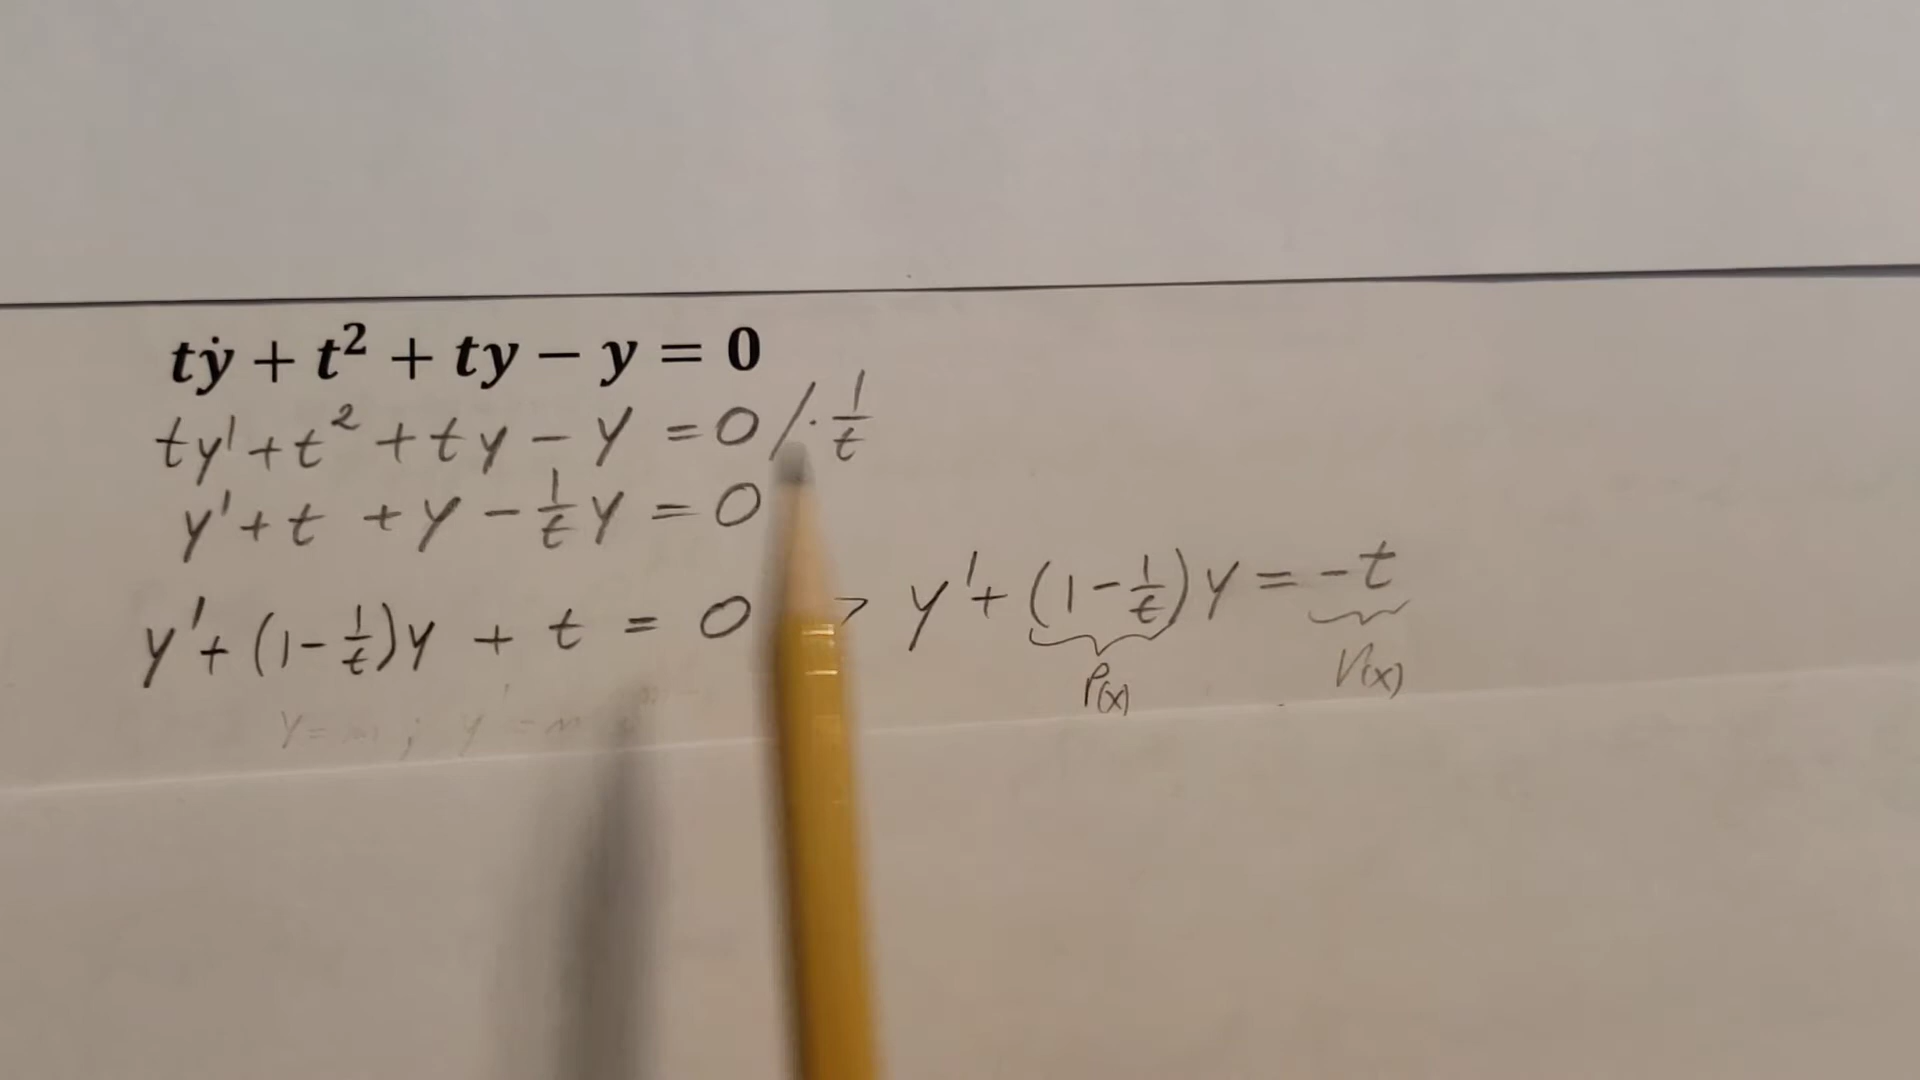 tẏ + t² + ty − y = 0
ty' + t² + ty − y = 0 / · 1/t
y' + t + y − 1/t y = 0
y' + (1 − 1/t)y + t = 0 > y' + (1 − 1/t)y = −t
P(x) V(x)